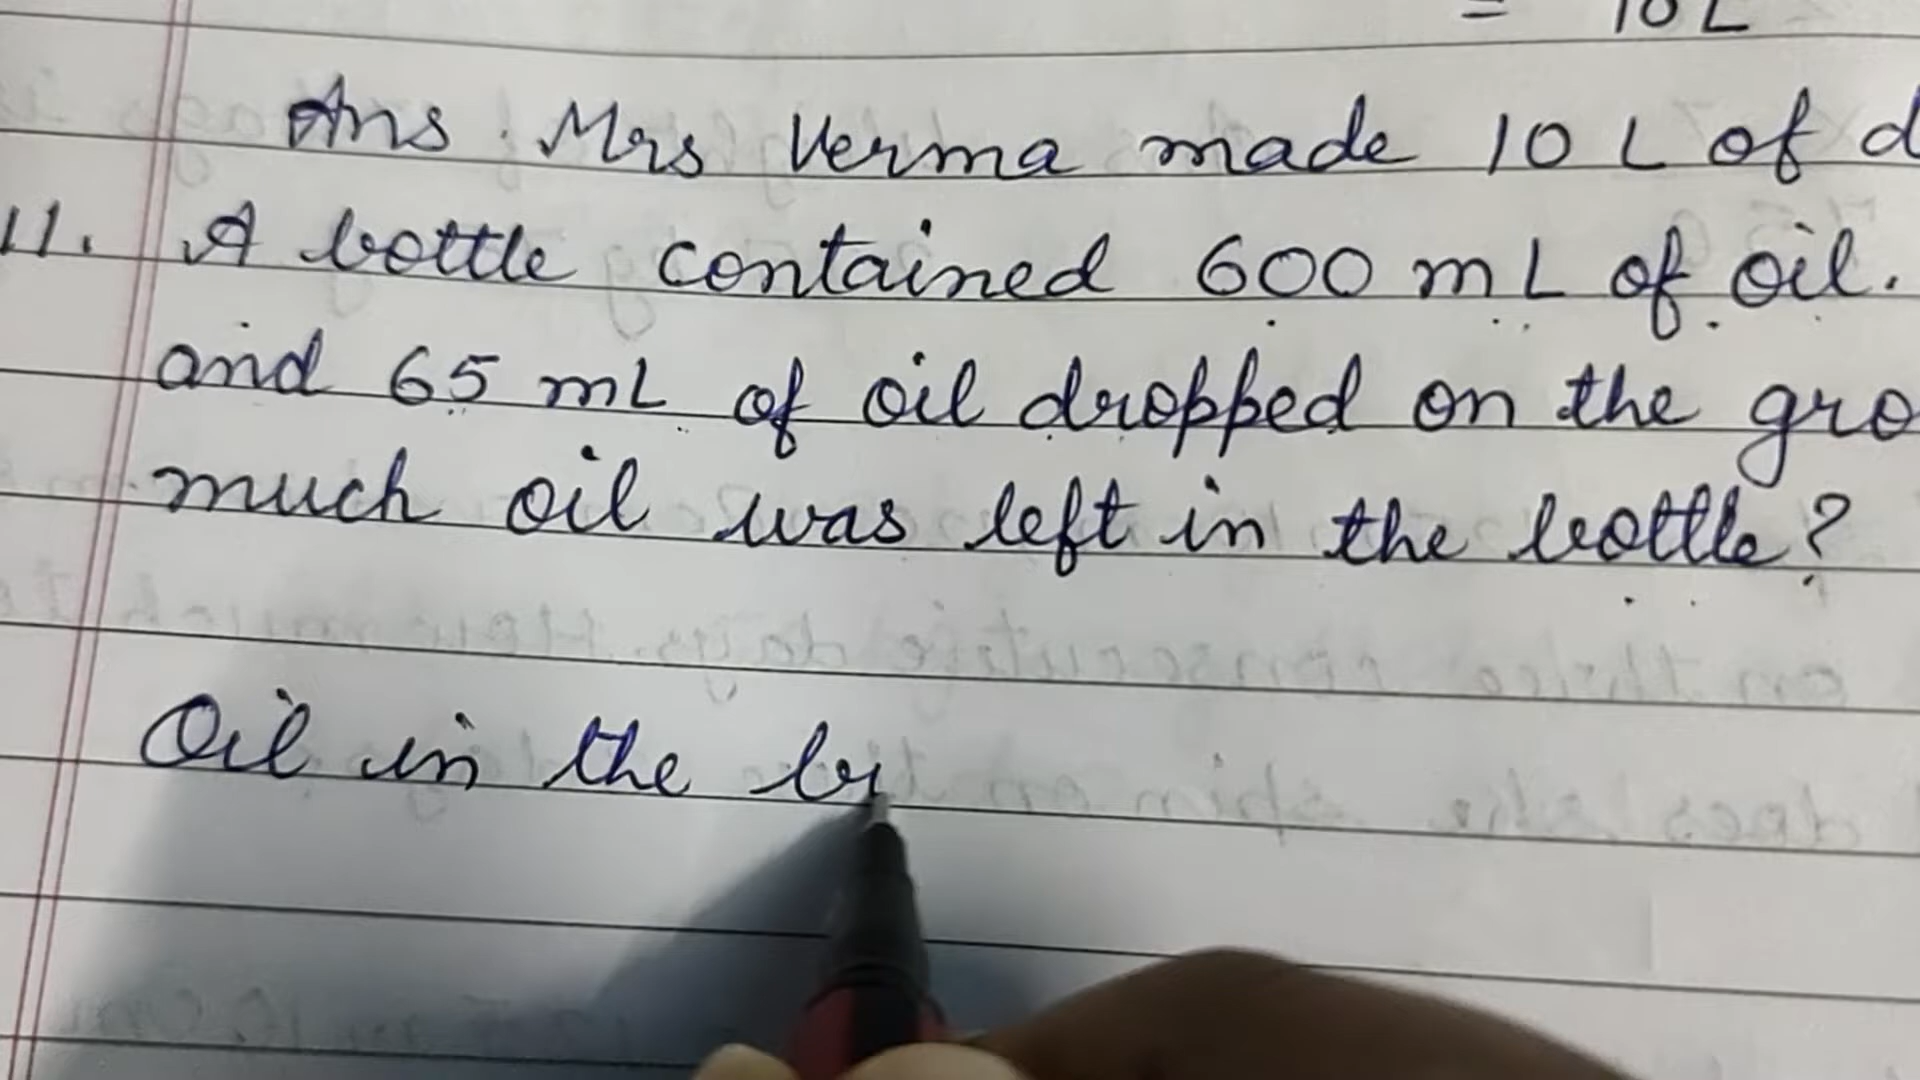 = 10 L
Ans. Mrs Verma made 10 L of d
11. A bottle contained 600 mL of oil.
and 65 mL of oil dropped on the gro
much oil was left in the bottle?
Oil in the